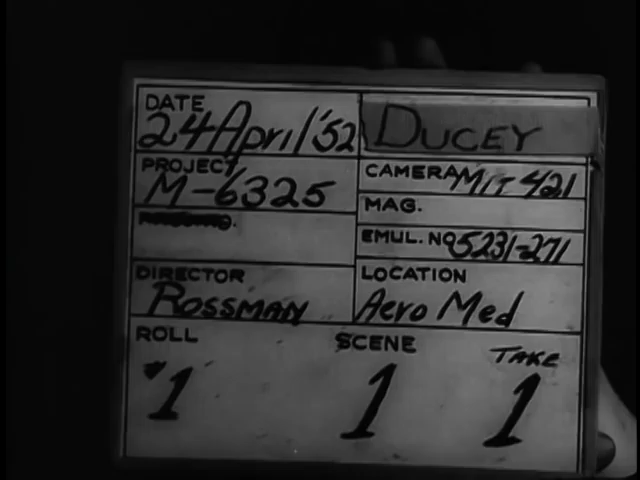 DATE
24 April '52
DUCEY
PROJECT
M-6325
CAMERA Mit 421
MAG.
EMUL. NO. 5231-271
DIRECTOR
ROSSMAN
LOCATION
Aero Med
ROLL
SCENE
TAKE
1
1
1